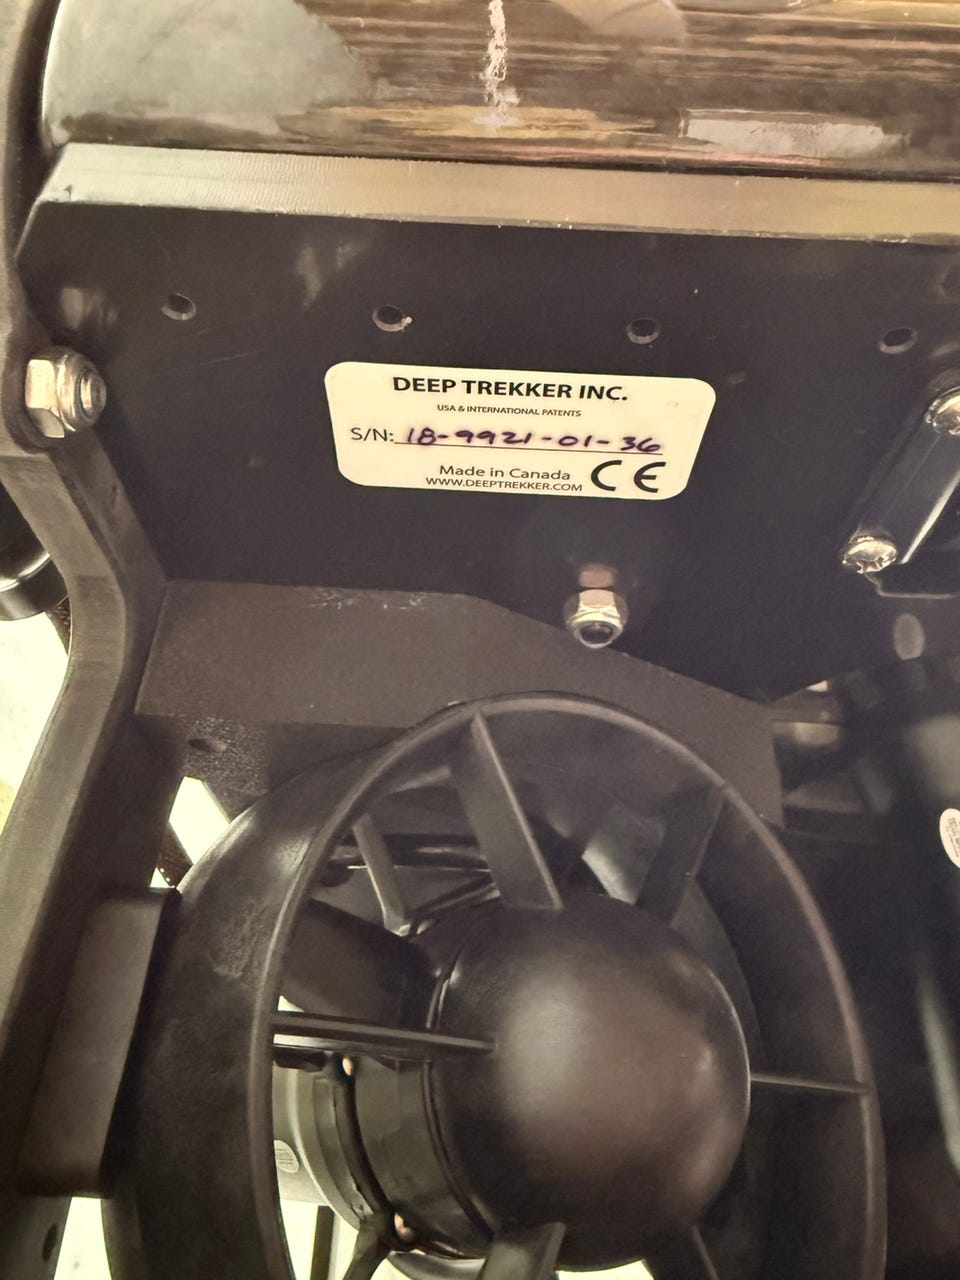 DEEP TREKKER INC.
USA & INTERNATIONAL PATENTS
S/N: 18-9921-01-36
Made in Canada CE
WWW.DEEPTREKKER.COM